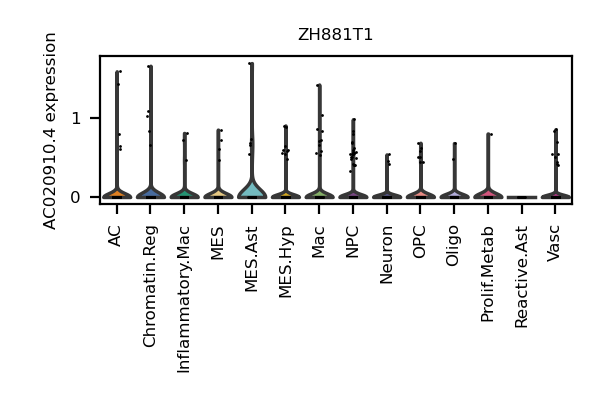 ZH881T1
AC020910.4 expression
1
0
AC
Chromatin.Reg
Inflammatory.Mac
MES
MES.Ast
MES.Hyp
Mac
NPC
Neuron
OPC
Oligo
Prolif.Metab
Reactive.Ast
Vasc